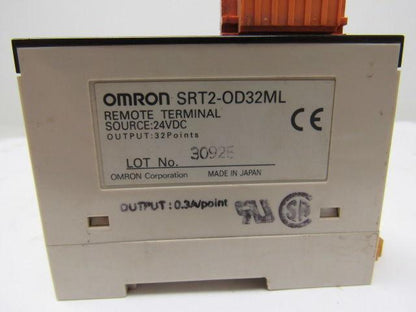 OMRON SRT2-OD32ML
REMOTE TERMINAL
SOURCE:24VDC
OUTPUT:32Points
CE
LOT No. 3092E
OMRON Corporation MADE IN JAPAN
OUTPUT : 0.3A/point